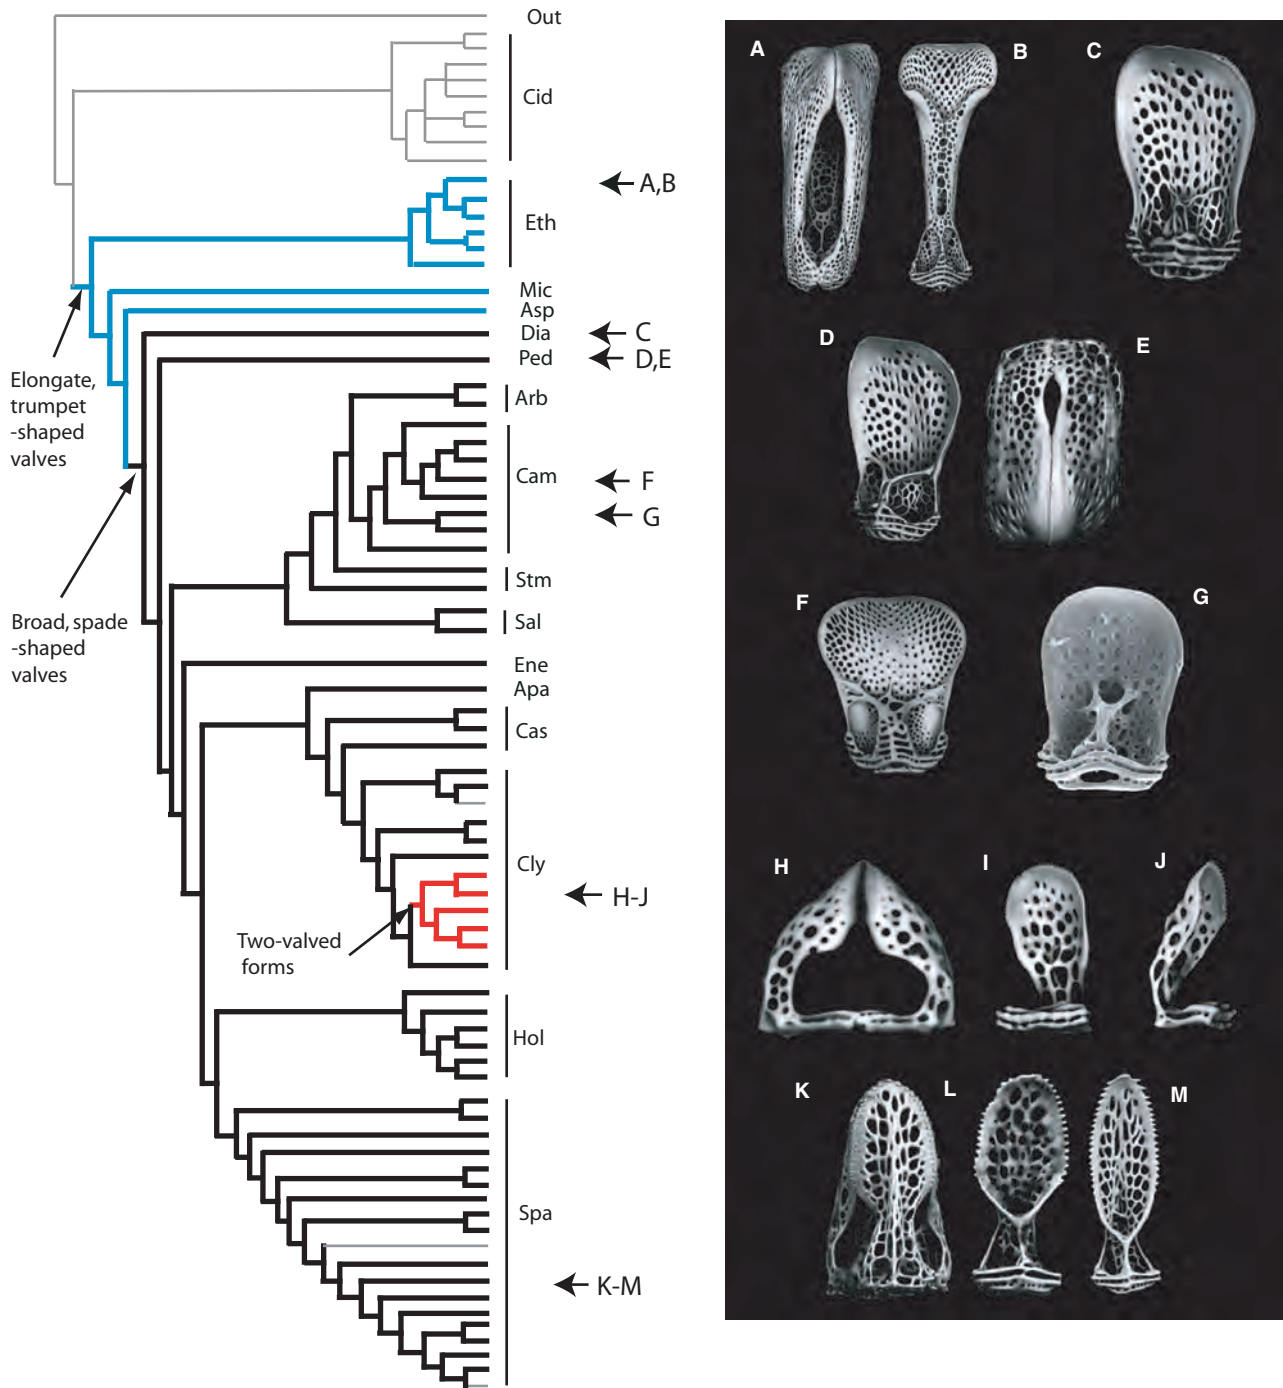 Out
Cid
A,B
Eth
Mic
Asp
Dia
C
Ped
D,E
Elongate,
trumpet
-shaped
valves
Arb
Cam
F
G
Stm
Broad, spade
-shaped
valves
Sal
Ene
Apa
Cas
Cly
H-J
Two-valved
forms
Hol
Spa
K-M
A
B
C
D
E
F
G
H
I
J
K
L
M